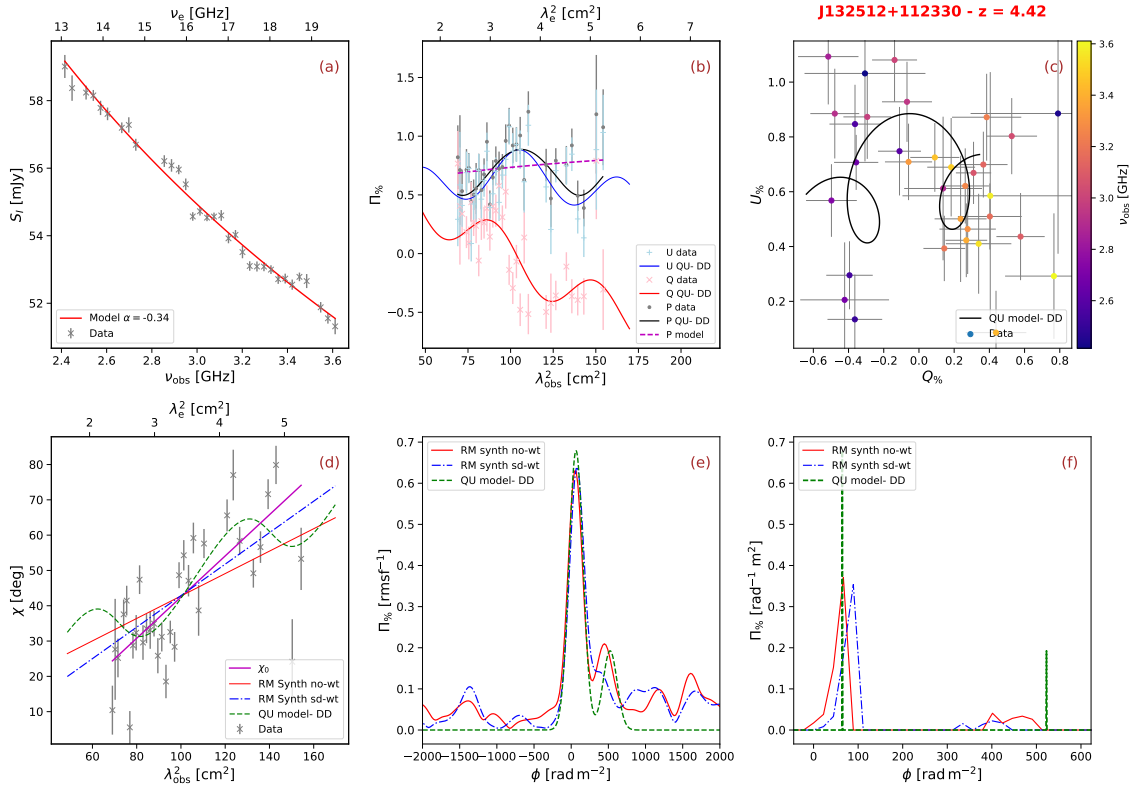 J132512+112330 - z = 4.42
ν_e [GHz]
13 14 15 16 17 18 19
(a)
S_I [mJy]
58
56
54
52
Model α = -0.34
Data
2.4 2.7 3.0 3.3 3.6
ν_obs [GHz]
λ_e^2 [cm^2]
2 3 4 5 6 7
(b)
Π_%
1.5
1.0
0.5
0.0
−0.5
U data
U QU- DD
Q data
Q QU- DD
P data
P QU- DD
P model
50 100 150 200
λ_obs^2 [cm^2]
(c)
U_%
1.0
0.8
0.6
0.4
0.2
QU model- DD
Data
−0.6 −0.4 −0.2 0.0 0.2 0.4 0.6 0.8
Q_%
3.6
3.4
3.2
3.0
2.8
2.6
ν_obs [GHz]
λ_e^2 [cm^2]
2 3 4 5
(d)
χ [deg]
80
70
60
50
40
30
20
10
χ_0
RM Synth no-wt
RM Synth sd-wt
QU model- DD
Data
60 80 100 120 140 160
λ_obs^2 [cm^2]
RM synth no-wt
RM synth sd-wt
QU model- DD
(e)
Π_% [rmsf^−1]
0.7
0.6
0.5
0.4
0.3
0.2
0.1
0.0
−2000 −1500 −1000 −500 0 500 1000 1500 2000
ϕ [rad m^−2]
RM synth no-wt
RM synth sd-wt
QU model- DD
(f)
Π_% [rad^−1 m^2]
0.7
0.6
0.5
0.4
0.3
0.2
0.1
0.0
0 100 200 300 400 500 600
ϕ [rad m^−2]